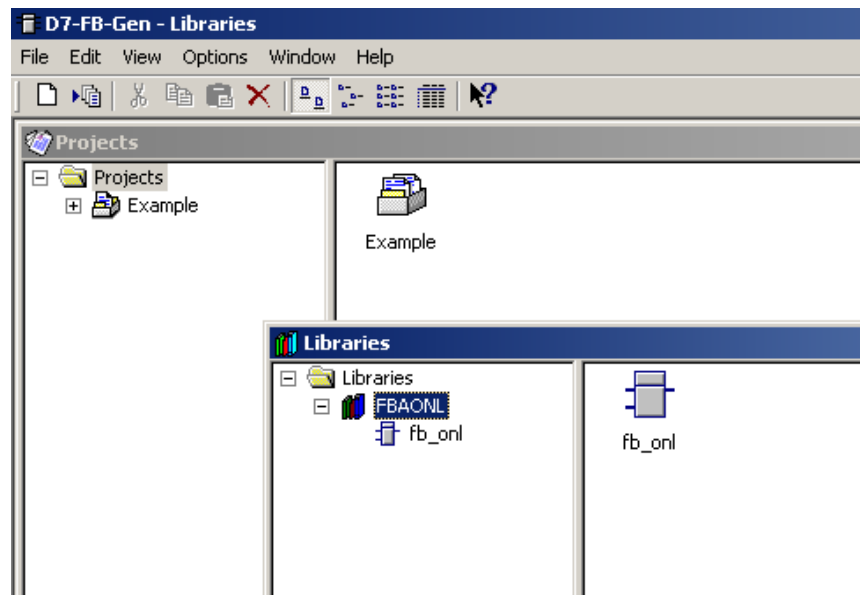 D7-FB-Gen - Libraries
File Edit View Options Window Help
Projects
Projects
Example
Example
Libraries
Libraries
FBAONL
fb_onl
fb_onl